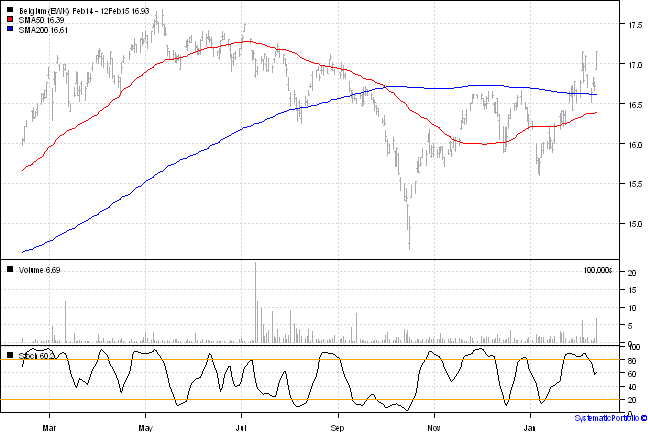 Belgium (EWK) Feb14 - 12Feb15 16.93
SMA50 16.39
SMA200 16.61
17.5
17.0
16.5
16.0
15.5
15.0
Volume 6.69
100,000s
20
15
10
5
0
Stoch 60.2
100
80
60
40
20
0
Mar May Jul Sep Nov Jan
SystematicPortfolio ©